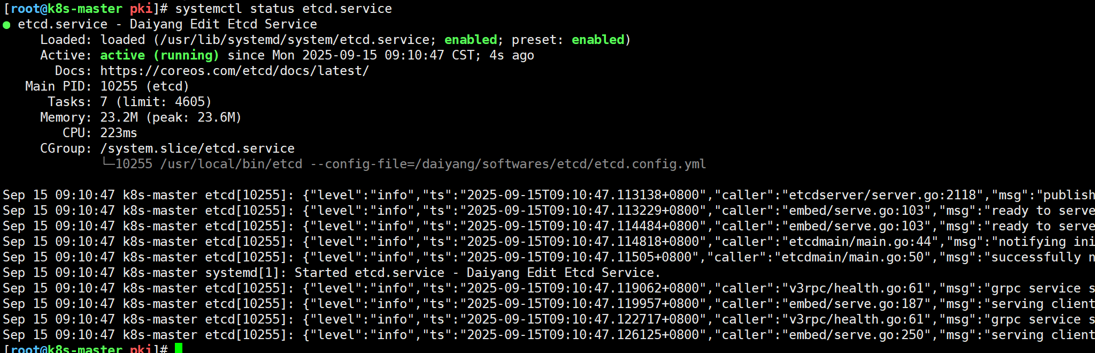 [root@k8s-master pki]# systemctl status etcd.service
● etcd.service - Daiyang Edit Etcd Service
Loaded: loaded (/usr/lib/systemd/system/etcd.service; enabled; preset: enabled)
Active: active (running) since Mon 2025-09-15 09:10:47 CST; 4s ago
Docs: https://coreos.com/etcd/docs/latest/
Main PID: 10255 (etcd)
Tasks: 7 (limit: 4605)
Memory: 23.2M (peak: 23.6M)
CPU: 223ms
CGroup: /system.slice/etcd.service
└─10255 /usr/local/bin/etcd --config-file=/daiyang/softwares/etcd/etcd.config.yml
Sep 15 09:10:47 k8s-master etcd[10255]: {"level":"info","ts":"2025-09-15T09:10:47.113138+0800","caller":"etcdserver/server.go:2118","msg":"publish
Sep 15 09:10:47 k8s-master etcd[10255]: {"level":"info","ts":"2025-09-15T09:10:47.113229+0800","caller":"embed/serve.go:103","msg":"ready to serve
Sep 15 09:10:47 k8s-master etcd[10255]: {"level":"info","ts":"2025-09-15T09:10:47.114484+0800","caller":"embed/serve.go:103","msg":"ready to serve
Sep 15 09:10:47 k8s-master etcd[10255]: {"level":"info","ts":"2025-09-15T09:10:47.114818+0800","caller":"etcdmain/main.go:44","msg":"notifying ini
Sep 15 09:10:47 k8s-master etcd[10255]: {"level":"info","ts":"2025-09-15T09:10:47.11505+0800","caller":"etcdmain/main.go:50","msg":"successfully n
Sep 15 09:10:47 k8s-master systemd[1]: Started etcd.service - Daiyang Edit Etcd Service.
Sep 15 09:10:47 k8s-master etcd[10255]: {"level":"info","ts":"2025-09-15T09:10:47.119062+0800","caller":"v3rpc/health.go:61","msg":"grpc service s
Sep 15 09:10:47 k8s-master etcd[10255]: {"level":"info","ts":"2025-09-15T09:10:47.119957+0800","caller":"embed/serve.go:187","msg":"serving client
Sep 15 09:10:47 k8s-master etcd[10255]: {"level":"info","ts":"2025-09-15T09:10:47.122717+0800","caller":"v3rpc/health.go:61","msg":"grpc service s
Sep 15 09:10:47 k8s-master etcd[10255]: {"level":"info","ts":"2025-09-15T09:10:47.126125+0800","caller":"embed/serve.go:250","msg":"serving client
[root@k8s-master pki]#